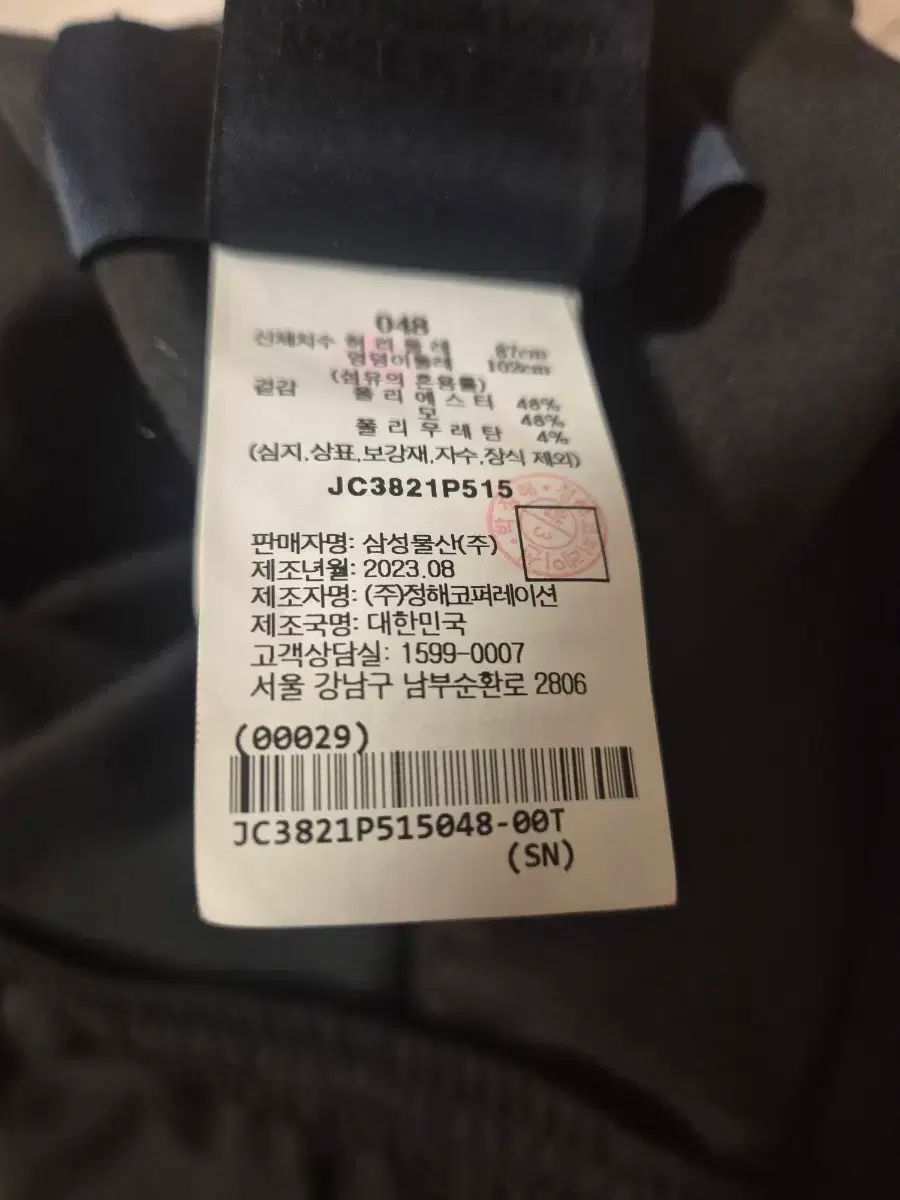 048
신체치수 허리둘레 87cm
엉덩이둘레 102cm
(섬유의 혼용률)
겉감 폴리에스터 48%
모 48%
폴리우레탄 4%
(심지,상표,보강재,자수,장식 제외)
JC3821P515
판매자명: 삼성물산(주)
제조년월: 2023.08
제조자명: (주)정해코퍼레이션
제조국명: 대한민국
고객상담실: 1599-0007
서울 강남구 남부순환로 2806
(00029)
JC3821P515048-00T
(SN)